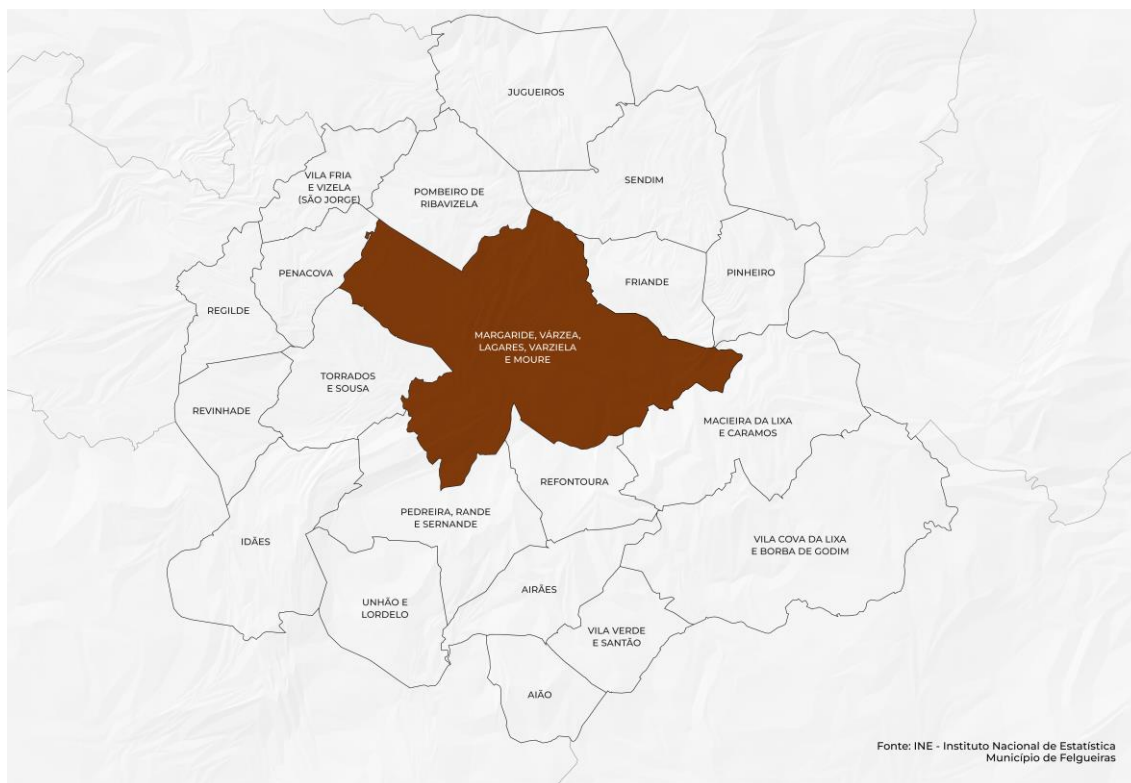 JUGUEIROS
SENDIM
VILA FRIA
E VIZELA
(SÃO JORGE)
POMBEIRO DE
RIBAVIZELA
PENACOVA
FRIANDE
PINHEIRO
REGILDE
MARGARIDE, VÁRZEA,
LAGARES, VARZIELA
E MOURE
TORRADOS
E SOUSA
REVINHADE
MACIEIRA DA LIXA
E CARAMOS
REFONTOURA
PEDREIRA, RANDE
E SERNANDE
IDÃES
VILA COVA DA LIXA
E BORBA DE GODIM
AIRÃES
UNHÃO E
LORDELO
VILA VERDE
E SANTÃO
AIÃO
Fonte: INE - Instituto Nacional de Estatística
Município de Felgueiras